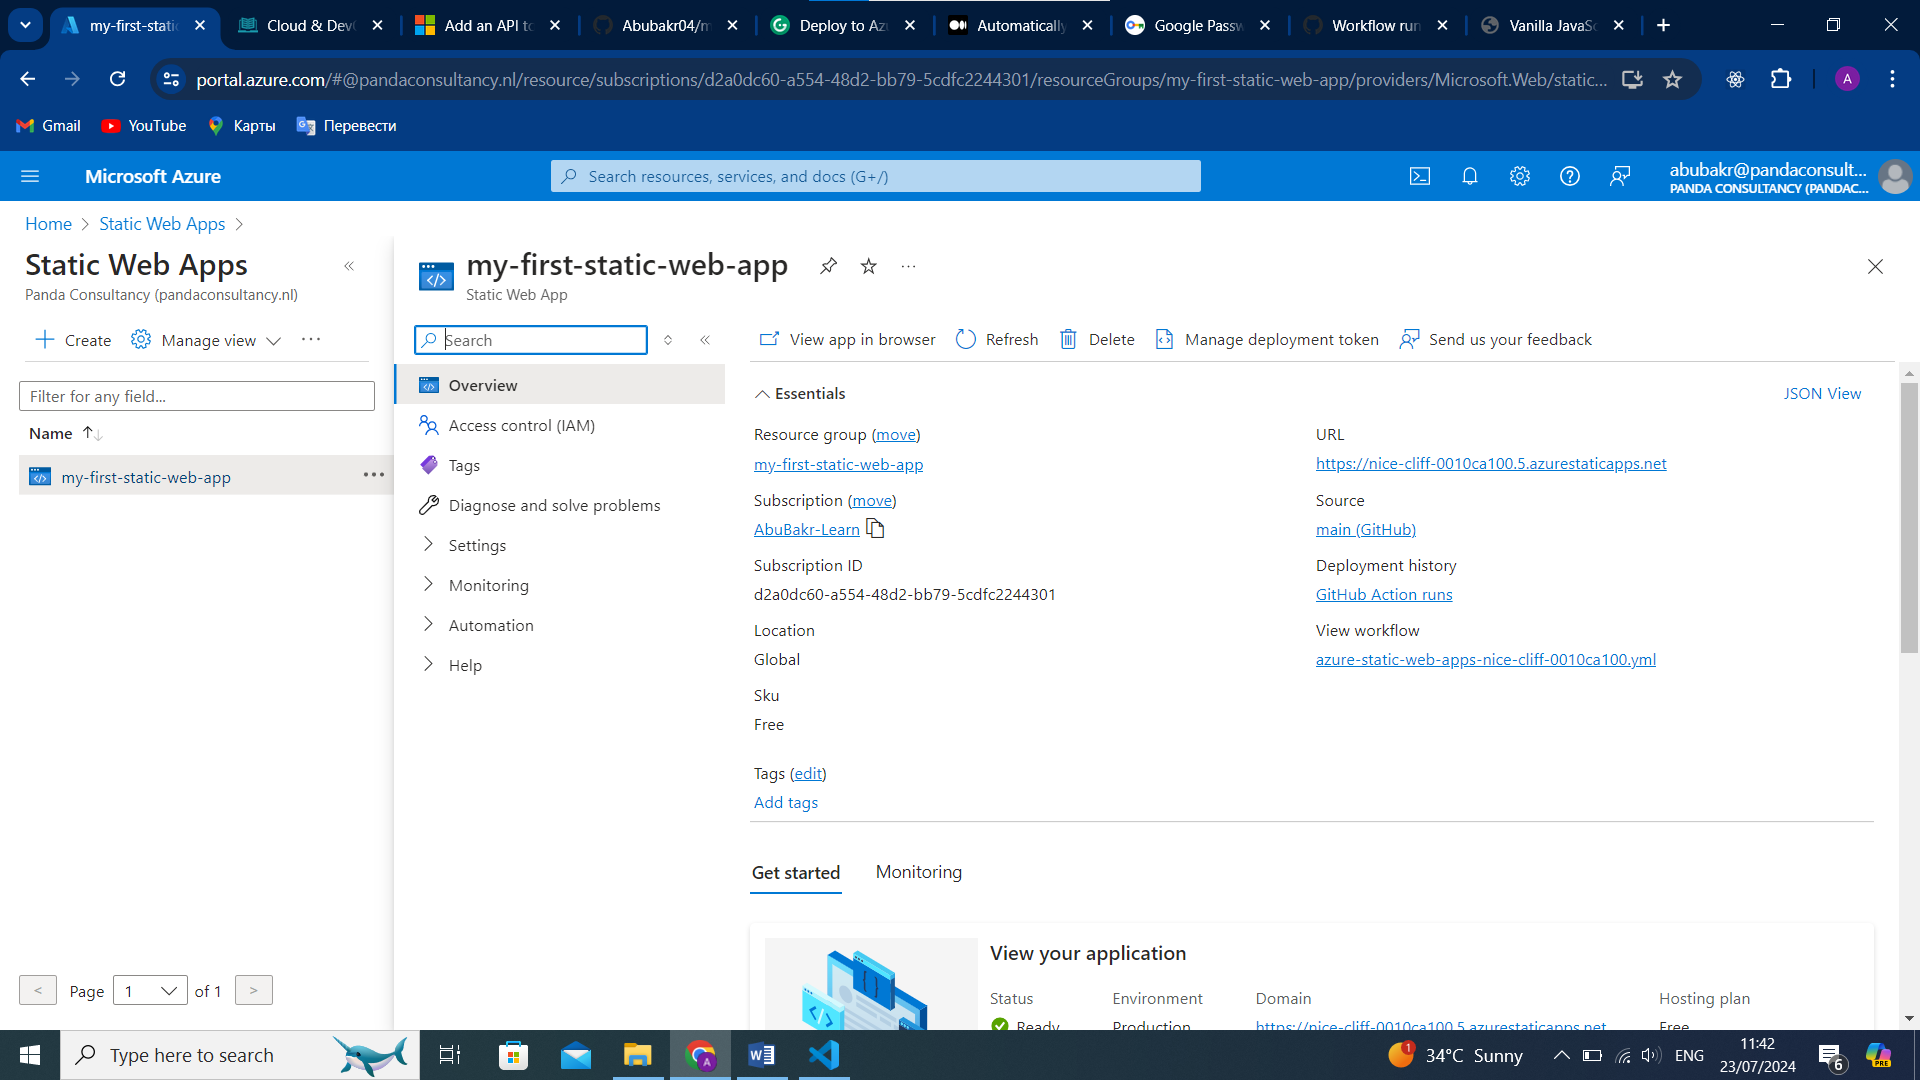 my-first-static
Cloud & Dev
Add an API to
Abubakr04/m
Deploy to Az
Automatically
Google Passw
Workflow run
Vanilla JavaSc
portal.azure.com/#@pandaconsultancy.nl/resource/subscriptions/d2a0dc60-a554-48d2-bb79-5cdfc2244301/resourceGroups/my-first-static-web-app/providers/Microsoft.Web/static...
A
Gmail
YouTube
Карты
Перевести
Microsoft Azure
Search resources, services, and docs (G+/)
abubakr@pandaconsult...
PANDA CONSULTANCY (PANDAC...
Home
Static Web Apps
Static Web Apps
Panda Consultancy (pandaconsultancy.nl)
Create
Manage view
Filter for any field...
Name
my-first-static-web-app
< Page 1 of 1 >
my-first-static-web-app
Static Web App
Search
Overview
Access control (IAM)
Tags
Diagnose and solve problems
Settings
Monitoring
Automation
Help
View app in browser
Refresh
Delete
Manage deployment token
Send us your feedback
Essentials
JSON View
Resource group (move)
my-first-static-web-app
Subscription (move)
AbuBakr-Learn
Subscription ID
d2a0dc60-a554-48d2-bb79-5cdfc2244301
Location
Global
Sku
Free
URL
https://nice-cliff-0010ca100.5.azurestaticapps.net
Source
main (GitHub)
Deployment history
GitHub Action runs
View workflow
azure-static-web-apps-nice-cliff-0010ca100.yml
Tags (edit)
Add tags
Get started
Monitoring
View your application
Status
Environment
Domain
Hosting plan
Ready
Production
https://nice-cliff-0010ca100.5.azurestaticapps.net
Free
Type here to search
A
1
34°C Sunny
ENG
11:42
23/07/2024
6
PRE